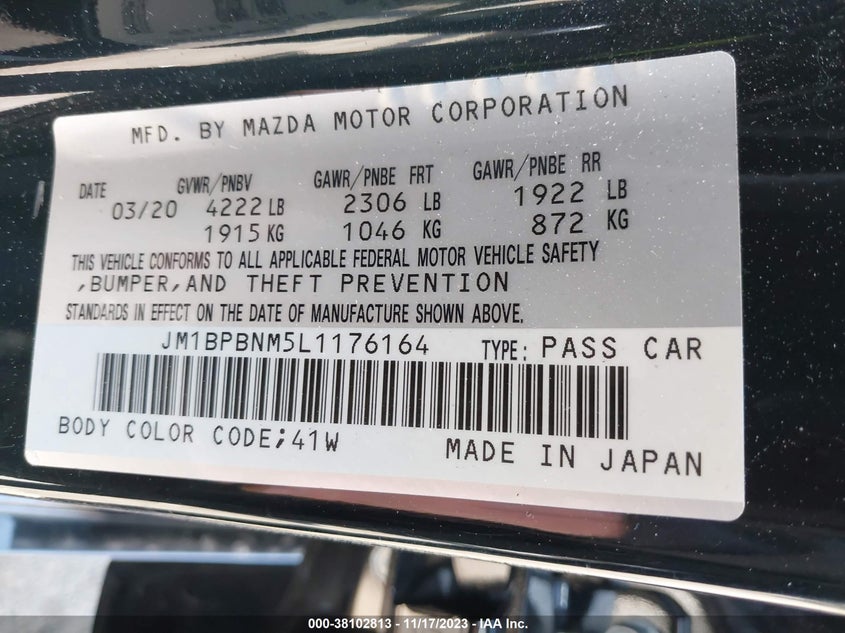 MFD. BY MAZDA MOTOR CORPORATION
DATE GVWR/PNBV GAWR/PNBE FRT GAWR/PNBE RR
03/20 4222 LB 2306 LB 1922 LB
1915 KG 1046 KG 872 KG
THIS VEHICLE CONFORMS TO ALL APPLICABLE FEDERAL MOTOR VEHICLE SAFETY
,BUMPER,AND THEFT PREVENTION
STANDARDS IN EFFECT ON THE DATE OF MANUFACTURE SHOWN ABOVE.
JM1BPBNM5L1176164 TYPE: PASS CAR
BODY COLOR CODE;41W MADE IN JAPAN
000-38102813 - 11/17/2023 - IAA Inc.